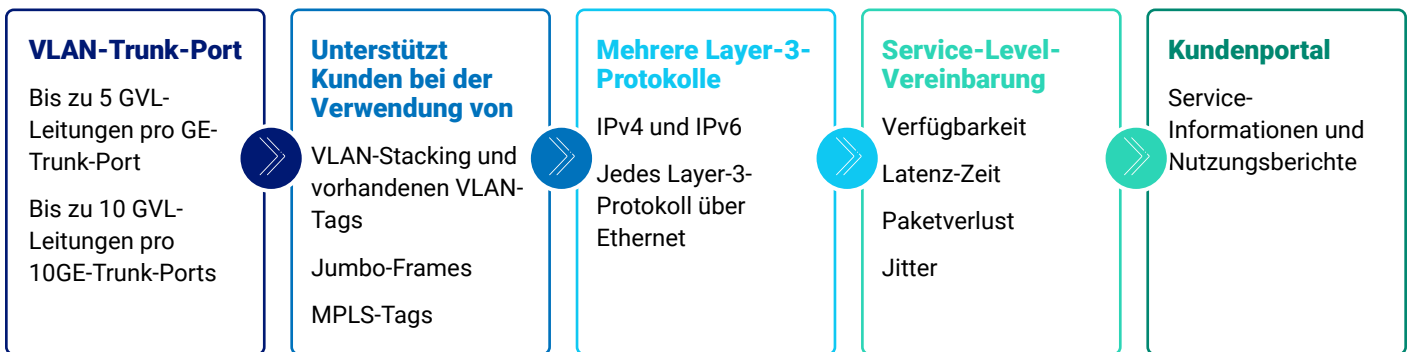 VLAN-Trunk-Port
Bis zu 5 GVL-
Leitungen pro GE-
Trunk-Port
Bis zu 10 GVL-
Leitungen pro
10GE-Trunk-Ports
Unterstützt
Kunden bei der
Verwendung von
VLAN-Stacking und
vorhandenen VLAN-
Tags
Jumbo-Frames
MPLS-Tags
Mehrere Layer-3-
Protokolle
IPv4 und IPv6
Jedes Layer-3-
Protokoll über
Ethernet
Service-Level-
Vereinbarung
Verfügbarkeit
Latenz-Zeit
Paketverlust
Jitter
Kundenportal
Service-
Informationen und
Nutzungsberichte